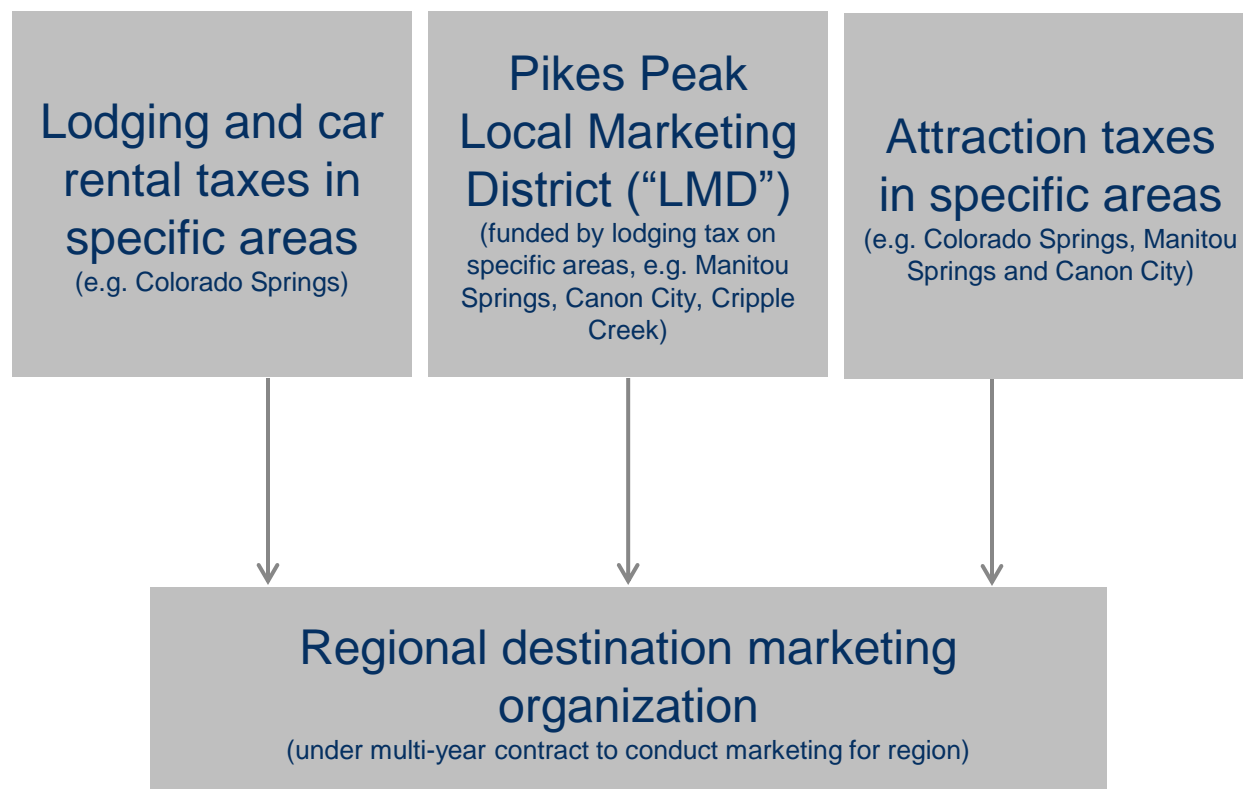 Lodging and car
rental taxes in
specific areas
(e.g. Colorado Springs)
Pikes Peak
Local Marketing
District (“LMD”)
(funded by lodging tax on
specific areas, e.g. Manitou
Springs, Canon City, Cripple
Creek)
Attraction taxes
in specific areas
(e.g. Colorado Springs, Manitou
Springs and Canon City)
Regional destination marketing
organization
(under multi-year contract to conduct marketing for region)